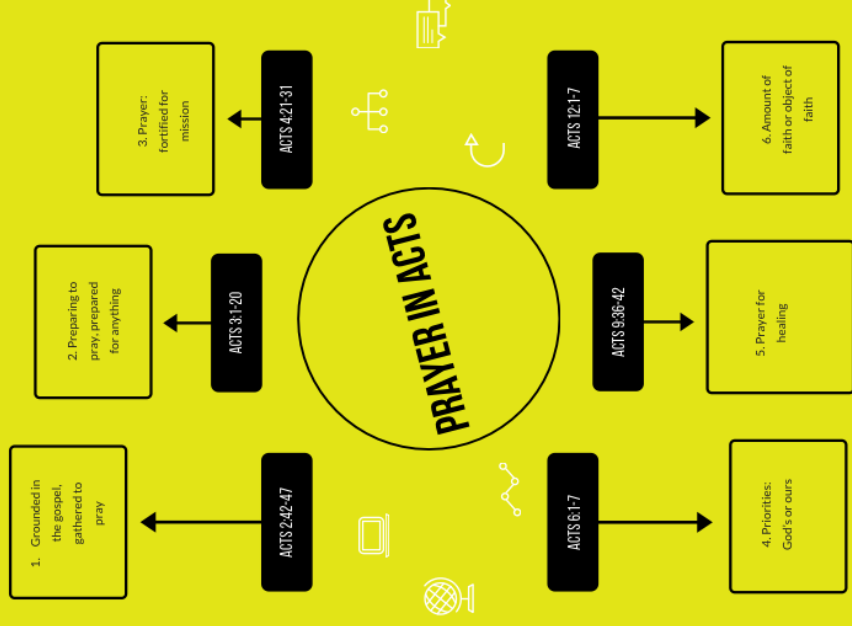 1. Grounded in
the gospel,
gathered to
pray
2. Preparing to
pray, prepared
for anything
3. Prayer:
fortified for
mission
ACTS 2:42-47
ACTS 3:1-20
ACTS 4:21-31
PRAYER IN ACTS
ACTS 6:1-7
ACTS 9:36-42
ACTS 12:1-7
4. Priorities:
God's or ours
5. Prayer for
healing
6. Amount of
faith or object of
faith